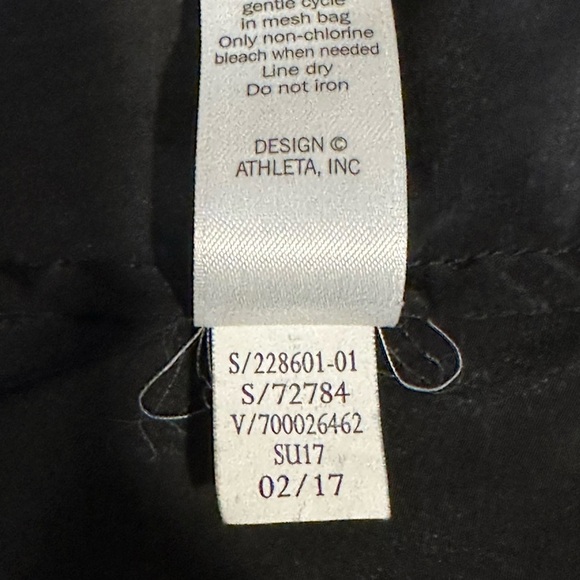 gentle cycle
in mesh bag
Only non-chlorine
bleach when needed
Line dry
Do not iron
DESIGN ©
ATHLETA, INC
S/228601-01
S/72784
V/700026462
SU17
02/17